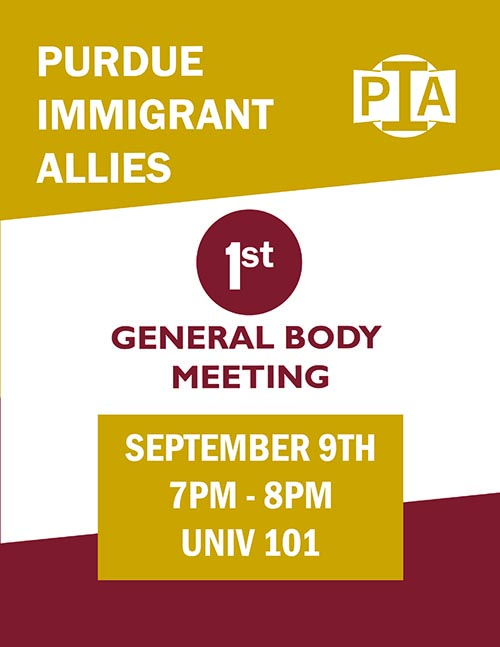 PURDUE
IMMIGRANT
ALLIES
PIA
1st
GENERAL BODY
MEETING
SEPTEMBER 9TH
7PM - 8PM
UNIV 101